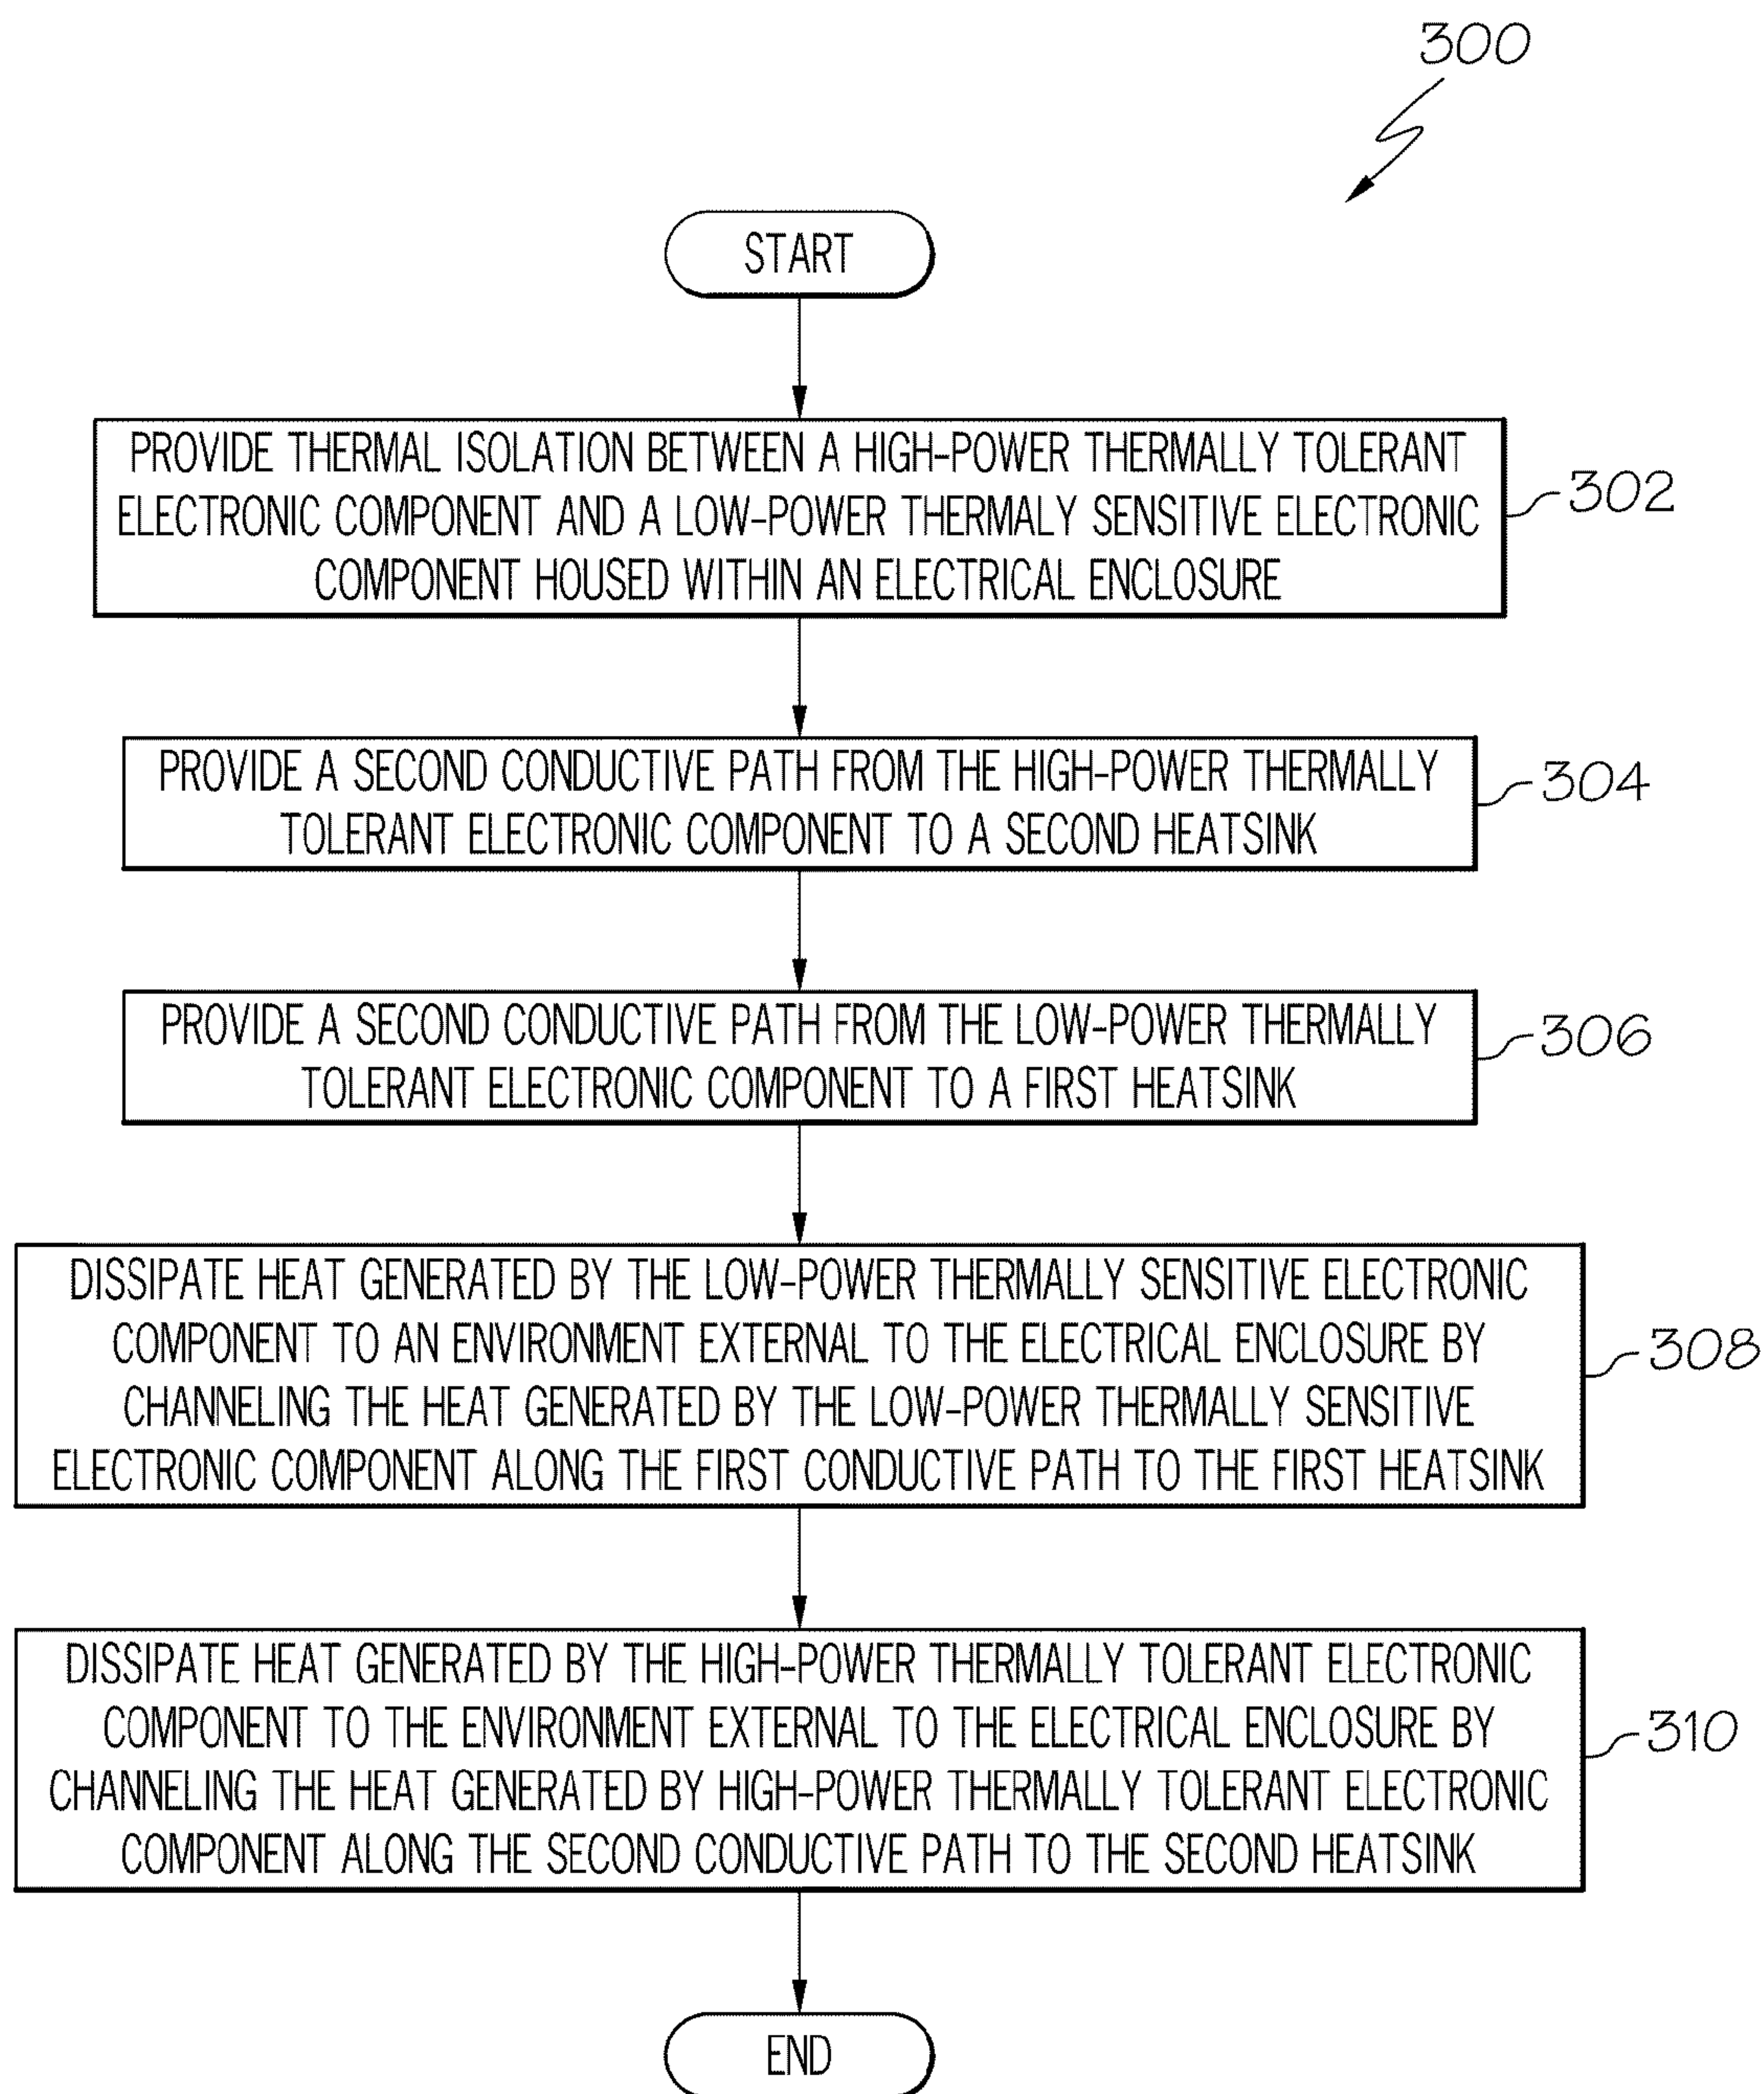 300
START
PROVIDE THERMAL ISOLATION BETWEEN A HIGH-POWER THERMALLY TOLERANT
ELECTRONIC COMPONENT AND A LOW-POWER THERMALY SENSITIVE ELECTRONIC
COMPONENT HOUSED WITHIN AN ELECTRICAL ENCLOSURE
302
PROVIDE A SECOND CONDUCTIVE PATH FROM THE HIGH-POWER THERMALLY
TOLERANT ELECTRONIC COMPONENT TO A SECOND HEATSINK
304
PROVIDE A SECOND CONDUCTIVE PATH FROM THE LOW-POWER THERMALLY
TOLERANT ELECTRONIC COMPONENT TO A FIRST HEATSINK
306
DISSIPATE HEAT GENERATED BY THE LOW-POWER THERMALLY SENSITIVE ELECTRONIC
COMPONENT TO AN ENVIRONMENT EXTERNAL TO THE ELECTRICAL ENCLOSURE BY
CHANNELING THE HEAT GENERATED BY THE LOW-POWER THERMALLY SENSITIVE
ELECTRONIC COMPONENT ALONG THE FIRST CONDUCTIVE PATH TO THE FIRST HEATSINK
308
DISSIPATE HEAT GENERATED BY THE HIGH-POWER THERMALLY TOLERANT ELECTRONIC
COMPONENT TO THE ENVIRONMENT EXTERNAL TO THE ELECTRICAL ENCLOSURE BY
CHANNELING THE HEAT GENERATED BY HIGH-POWER THERMALLY TOLERANT ELECTRONIC
COMPONENT ALONG THE SECOND CONDUCTIVE PATH TO THE SECOND HEATSINK
310
END